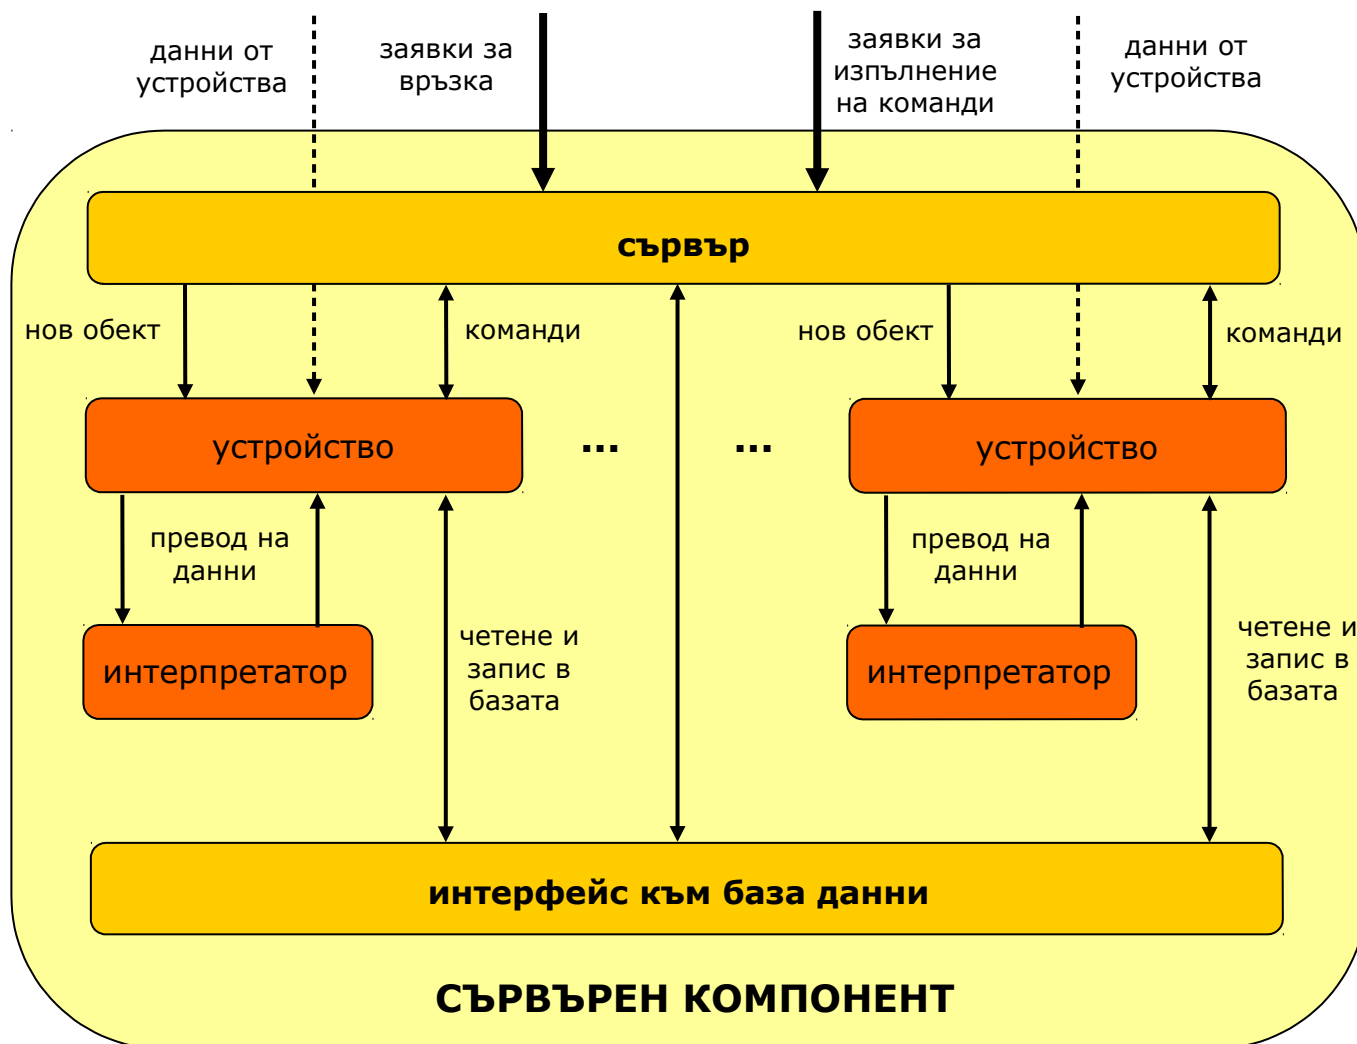 данни от
устройства
заявки за
връзка
заявки за
изпълнение
на команди
данни от
устройства
сървър
нов обект
команди
нов обект
команди
устройство
...
...
устройство
превод на
данни
превод на
данни
интерпретатор
четене и
запис в
базата
интерпретатор
четене и
запис в
базата
интерфейс към база данни
СЪРВЪРЕН КОМПОНЕНТ